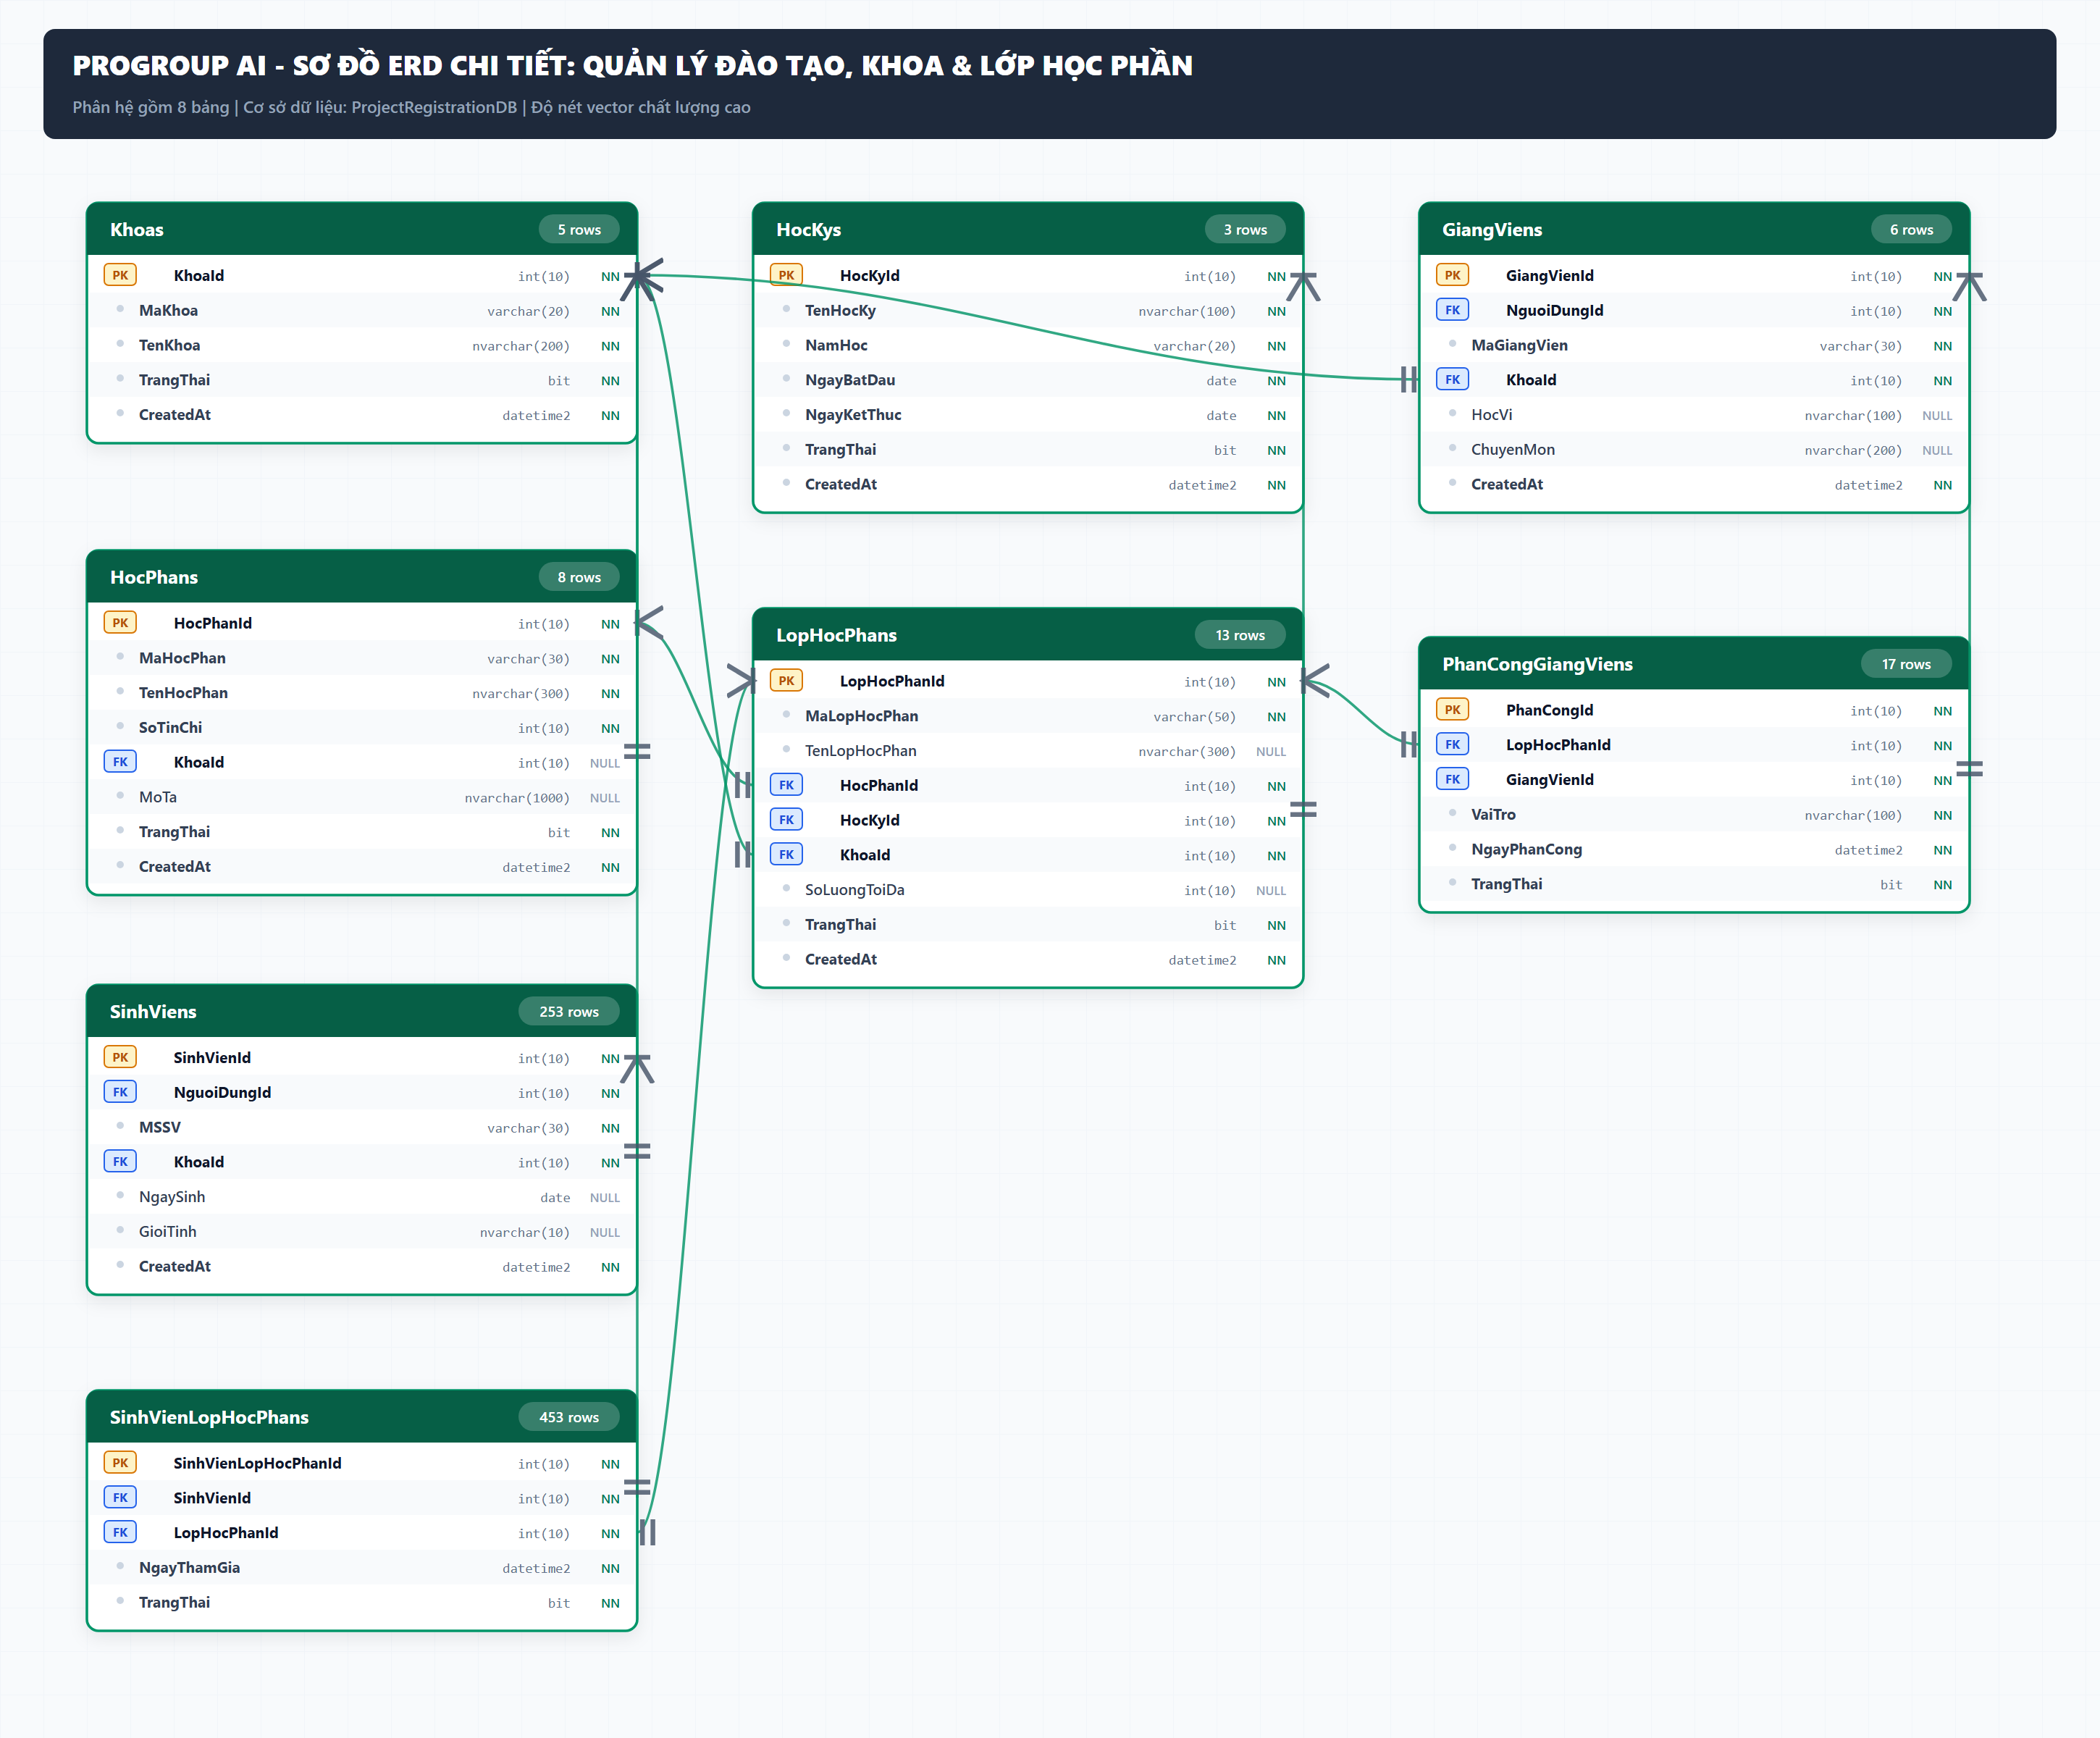 PROGROUP AI - SƠ ĐỒ ERD CHI TIẾT: QUẢN LÝ ĐÀO TẠO, KHOA & LỚP HỌC PHẦN
Phân hệ gồm 8 bảng | Cơ sở dữ liệu: ProjectRegistrationDB | Độ nét vector chất lượng cao
Khoas 5 rows
PK KhoaId int(10) NN
MaKhoa varchar(20) NN
TenKhoa nvarchar(200) NN
TrangThai bit NN
CreatedAt datetime2 NN
HocKys 3 rows
PK HocKyId int(10) NN
TenHocKy nvarchar(100) NN
NamHoc varchar(20) NN
NgayBatDau date NN
NgayKetThuc date NN
TrangThai bit NN
CreatedAt datetime2 NN
GiangViens 6 rows
PK GiangVienId int(10) NN
FK NguoiDungId int(10) NN
MaGiangVien varchar(30) NN
FK KhoaId int(10) NN
HocVi nvarchar(100) NULL
ChuyenMon nvarchar(200) NULL
CreatedAt datetime2 NN
HocPhans 8 rows
PK HocPhanId int(10) NN
MaHocPhan varchar(30) NN
TenHocPhan nvarchar(300) NN
SoTinChi int(10) NN
FK KhoaId int(10) NULL
MoTa nvarchar(1000) NULL
TrangThai bit NN
CreatedAt datetime2 NN
LopHocPhans 13 rows
PK LopHocPhanId int(10) NN
MaLopHocPhan varchar(50) NN
TenLopHocPhan nvarchar(300) NULL
FK HocPhanId int(10) NN
FK HocKyId int(10) NN
FK KhoaId int(10) NN
SoLuongToiDa int(10) NULL
TrangThai bit NN
CreatedAt datetime2 NN
PhanCongGiangViens 17 rows
PK PhanCongId int(10) NN
FK LopHocPhanId int(10) NN
FK GiangVienId int(10) NN
VaiTro nvarchar(100) NN
NgayPhanCong datetime2 NN
TrangThai bit NN
SinhViens 253 rows
PK SinhVienId int(10) NN
FK NguoiDungId int(10) NN
MSSV varchar(30) NN
FK KhoaId int(10) NN
NgaySinh date NULL
GioiTinh nvarchar(10) NULL
CreatedAt datetime2 NN
SinhVienLopHocPhans 453 rows
PK SinhVienLopHocPhanId int(10) NN
FK SinhVienId int(10) NN
FK LopHocPhanId int(10) NN
NgayThamGia datetime2 NN
TrangThai bit NN